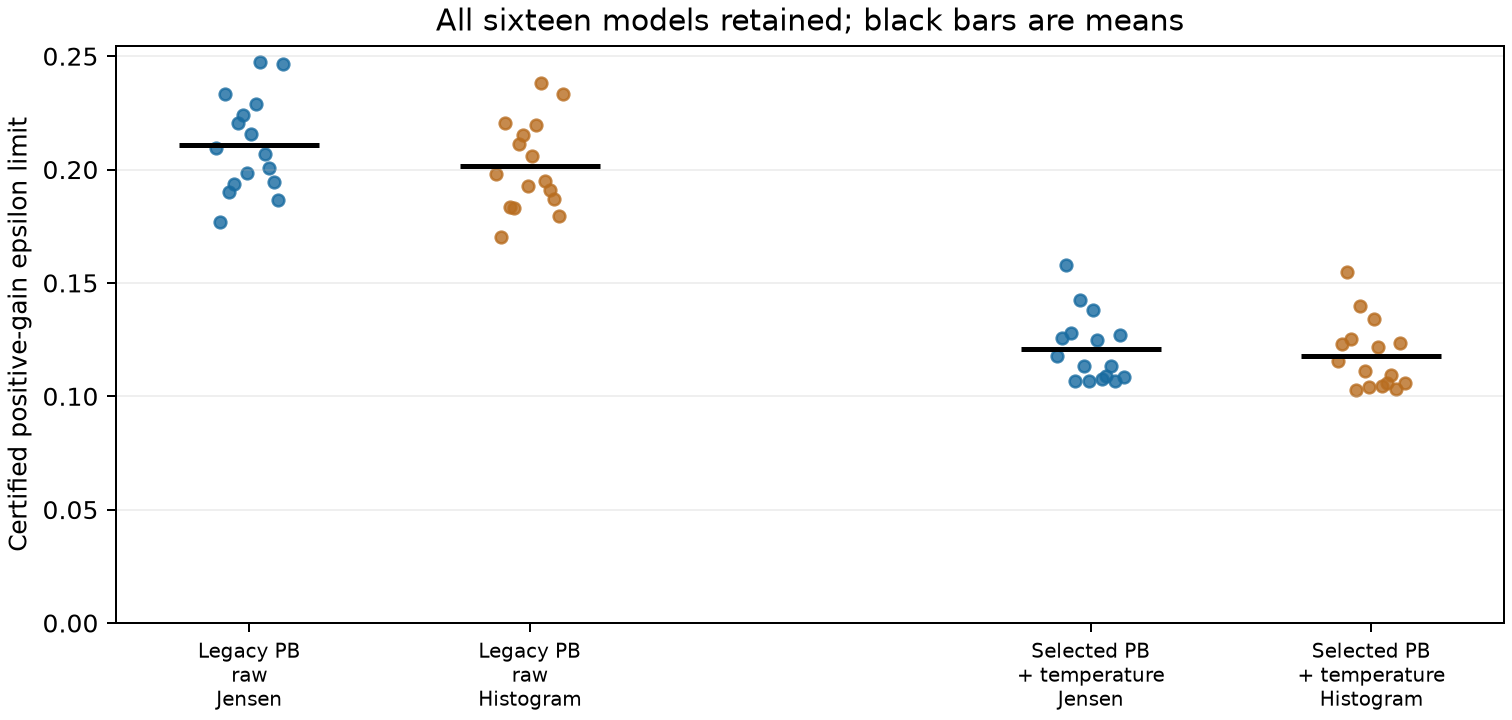 All sixteen models retained; black bars are means
Certified positive-gain epsilon limit
0.25
0.20
0.15
0.10
0.05
0.00
Legacy PB
raw
Jensen
Legacy PB
raw
Histogram
Selected PB
+ temperature
Jensen
Selected PB
+ temperature
Histogram